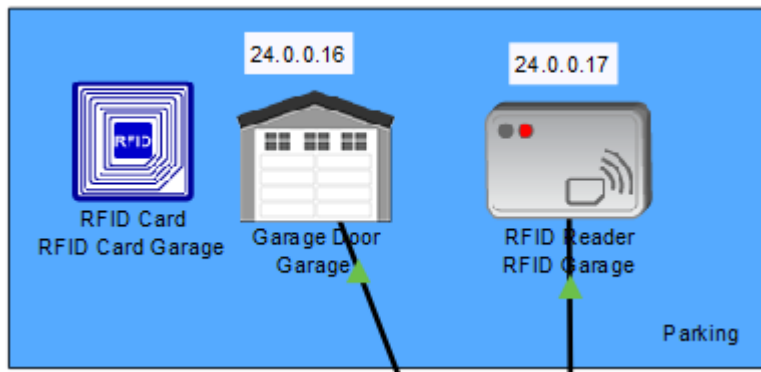 24.0.0.16
24.0.0.17
RFID
RFID Card
RFID Card Garage
Garage Door
Garage
RFID Reader
RFID Garage
Parking